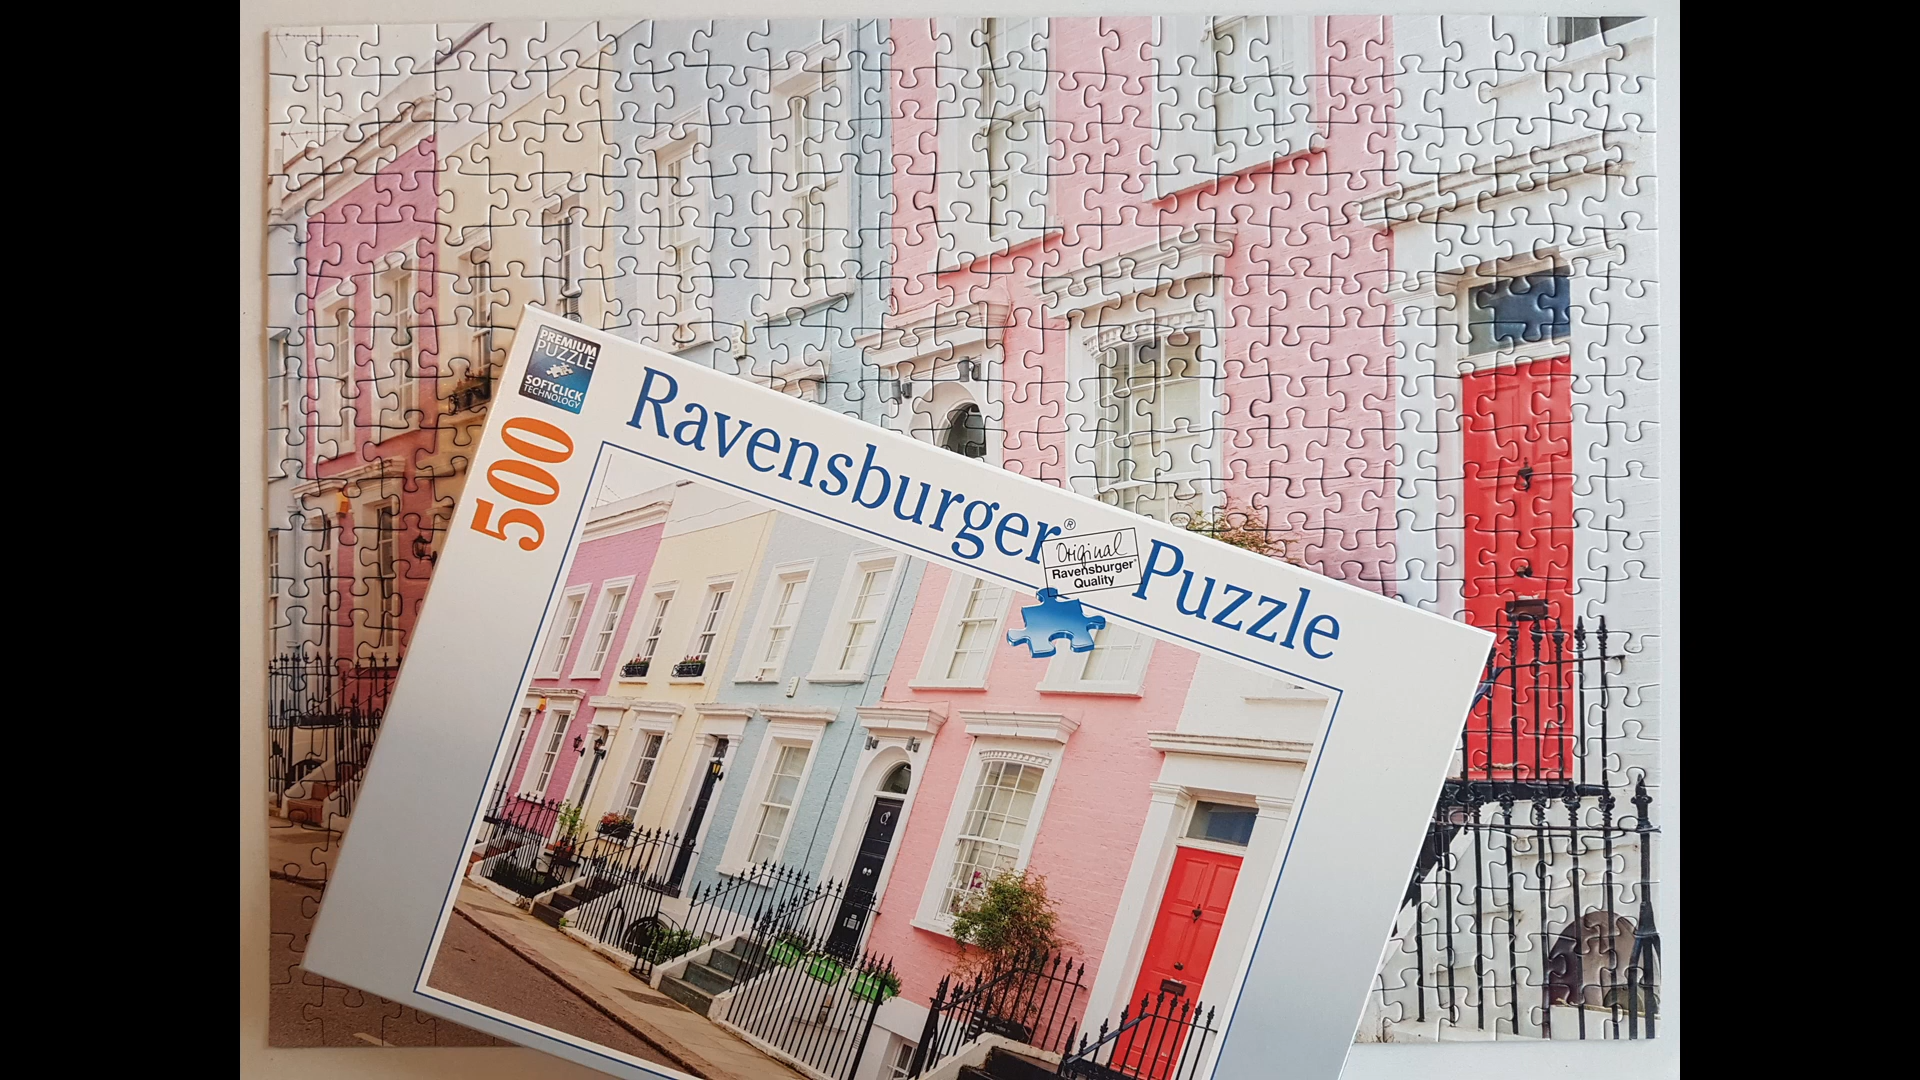 PREMIUM
PUZZLE
SOFTCLICK
TECHNOLOGY
500
Ravensburger® Puzzle
Original
Ravensburger®
Quality